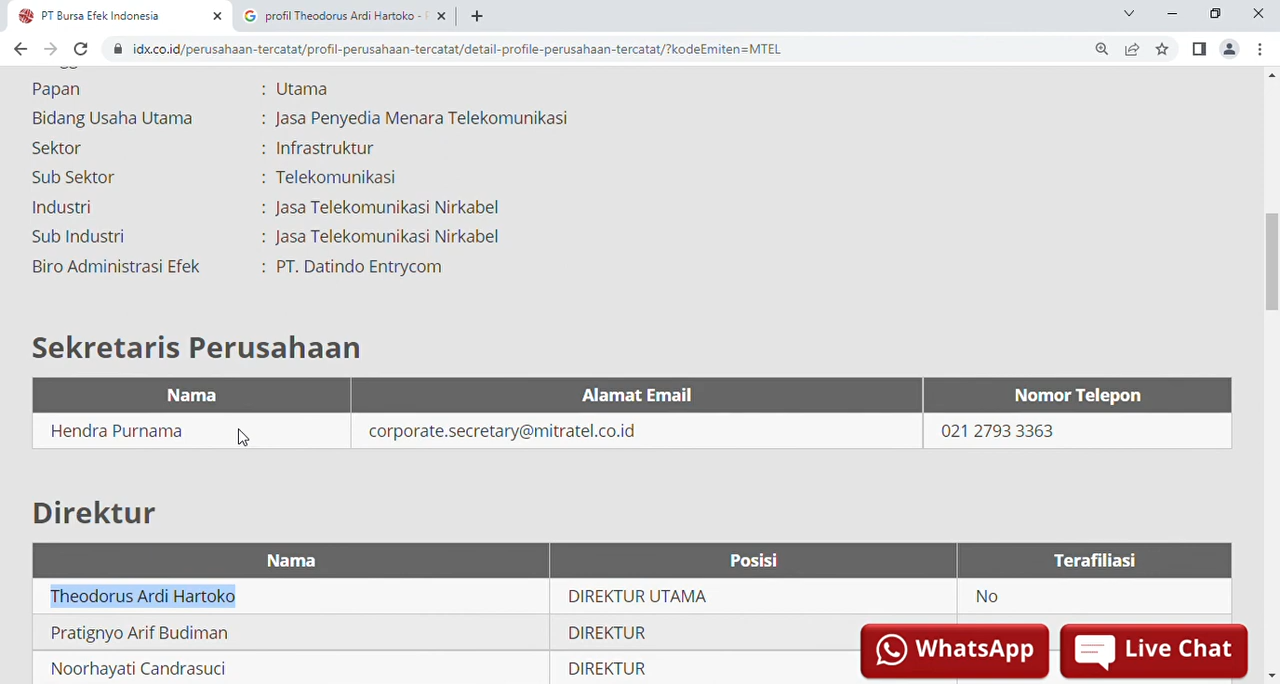 PT Bursa Efek Indonesia
profil Theodorus Ardi Hartoko -
idx.co.id/perusahaan-tercatat/profil-perusahaan-tercatat/detail-profile-perusahaan-tercatat/?kodeEmiten=MTEL
Papan : Utama
Bidang Usaha Utama : Jasa Penyedia Menara Telekomunikasi
Sektor : Infrastruktur
Sub Sektor : Telekomunikasi
Industri : Jasa Telekomunikasi Nirkabel
Sub Industri : Jasa Telekomunikasi Nirkabel
Biro Administrasi Efek : PT. Datindo Entrycom
Sekretaris Perusahaan
Nama Alamat Email Nomor Telepon
Hendra Purnama corporate.secretary@mitratel.co.id 021 2793 3363
Direktur
Nama Posisi Terafiliasi
Theodorus Ardi Hartoko DIREKTUR UTAMA No
Pratignyo Arif Budiman DIREKTUR
Noorhayati Candrasuci DIREKTUR
WhatsApp
Live Chat